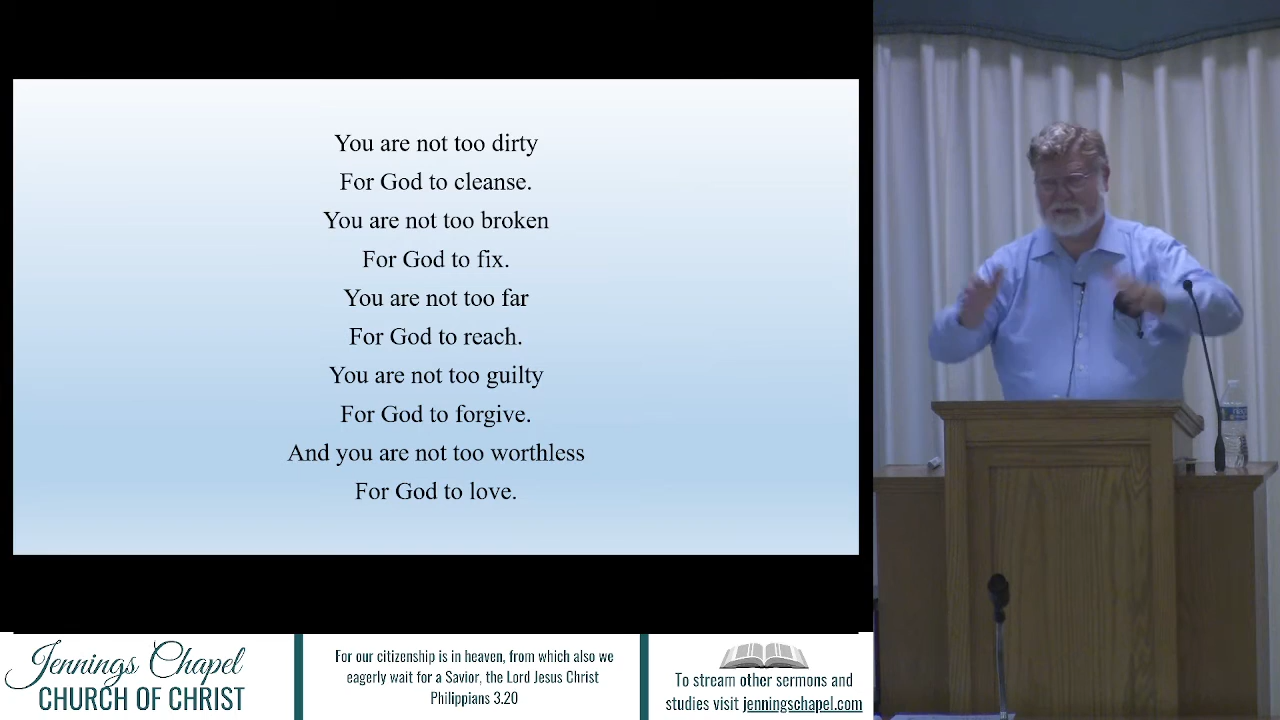 You are not too dirty
For God to cleanse.
You are not too broken
For God to fix.
You are not too far
For God to reach.
You are not too guilty
For God to forgive.
And you are not too worthless
For God to love.
Jennings Chapel
CHURCH OF CHRIST
For our citizenship is in heaven, from which also we
eagerly wait for a Savior, the Lord Jesus Christ
Philippians 3.20
To stream other sermons and
studies visit jenningschapel.com